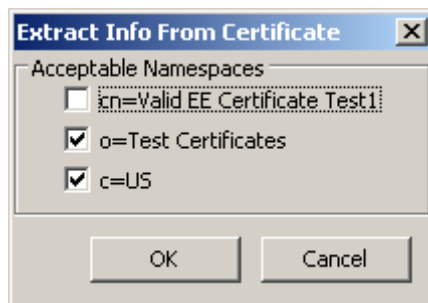 Extract Info From Certificate
Acceptable Namespaces
cn=Valid EE Certificate Test1
o=Test Certificates
c=US
OK Cancel